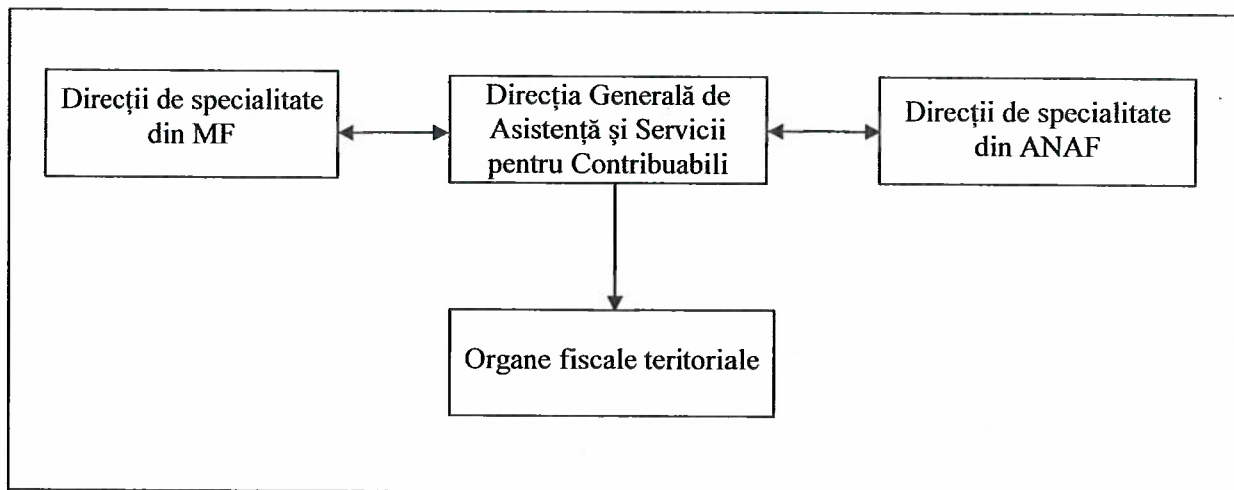 Direcții de specialitate
din MF
Direcția Generală de
Asistență și Servicii
pentru Contribuabili
Direcții de specialitate
din ANAF
Organe fiscale teritoriale